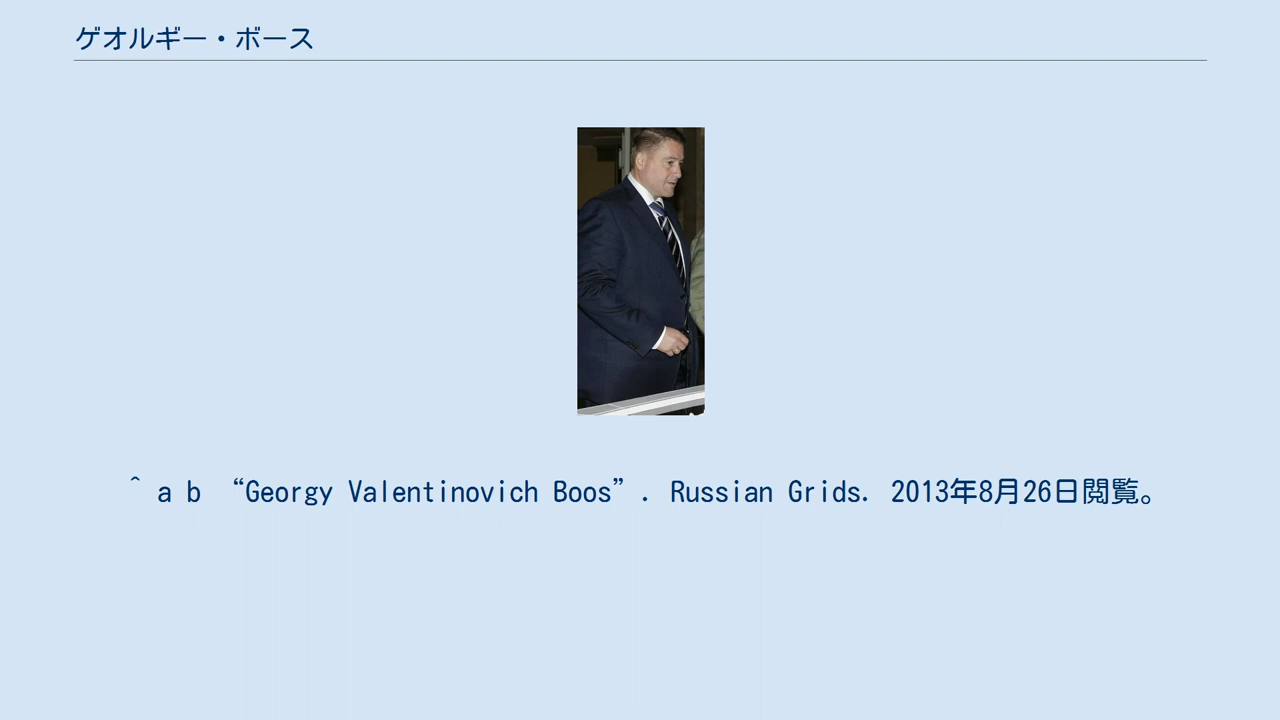 ゲオルギー・ボース
^ a b “Georgy Valentinovich Boos”. Russian Grids. 2013年8月26日閲覧。